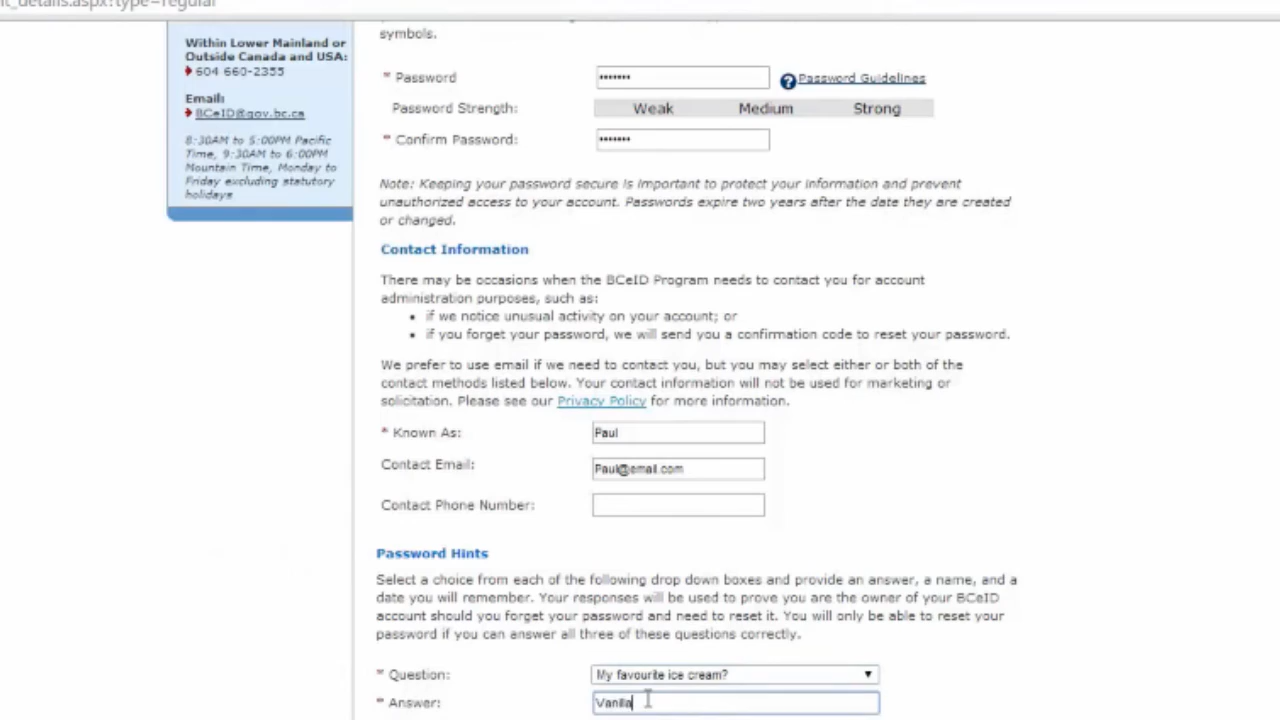 it_details.aspx?type=regular
Within Lower Mainland or
Outside Canada and USA:
604 660-2355
Email:
BCeID@gov.bc.ca
8:30AM to 5:00PM Pacific
Time, 9:30AM to 6:00PM
Mountain Time, Monday to
Friday excluding statutory
holidays
symbols.
* Password
•••••••
Password Guidelines
Password Strength:
Weak Medium Strong
* Confirm Password:
•••••••
Note: Keeping your password secure is important to protect your information and prevent
unauthorized access to your account. Passwords expire two years after the date they are created
or changed.
Contact Information
There may be occasions when the BCeID Program needs to contact you for account
administration purposes, such as:
• if we notice unusual activity on your account; or
• if you forget your password, we will send you a confirmation code to reset your password.
We prefer to use email if we need to contact you, but you may select either or both of the
contact methods listed below. Your contact information will not be used for marketing or
solicitation. Please see our Privacy Policy for more information.
* Known As: Paul
Contact Email: Paul@email.com
Contact Phone Number:
Password Hints
Select a choice from each of the following drop down boxes and provide an answer, a name, and a
date you will remember. Your responses will be used to prove you are the owner of your BCeID
account should you forget your password and need to reset it. You will only be able to reset your
password if you can answer all three of these questions correctly.
* Question: My favourite ice cream?
* Answer: Vanilla